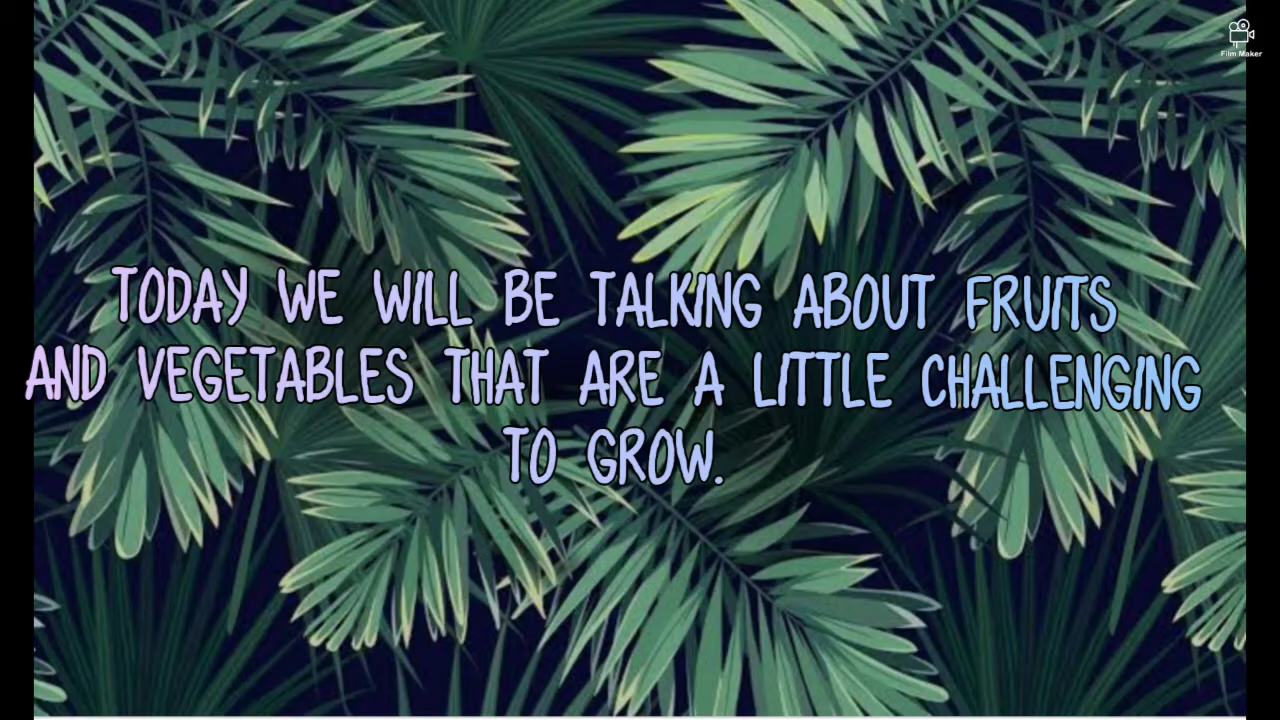 Film Maker
TODAY WE WILL BE TALKING ABOUT FRUITS
AND VEGETABLES THAT ARE A LITTLE CHALLENGING
TO GROW.